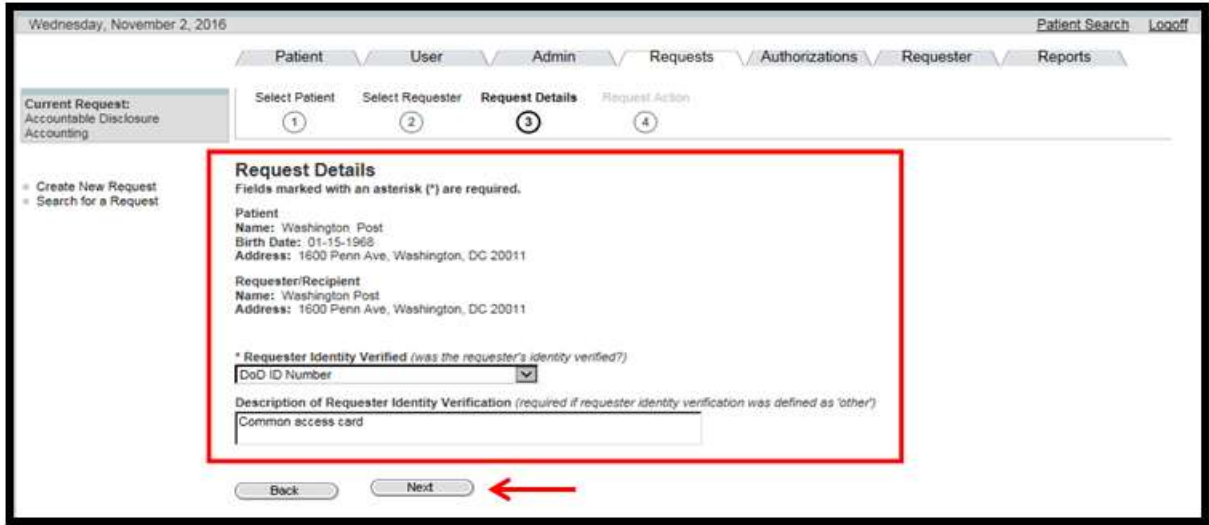 Wednesday, November 2, 2016 Patient Search Logoff
Patient User Admin Requests Authorizations Requester Reports
Current Request:
Accountable Disclosure
Accounting
Select Patient Select Requester Request Details Request Action
1 2 3 4
Create New Request
Search for a Request
Request Details
Fields marked with an asterisk (*) are required.
Patient
Name: Washington Post
Birth Date: 01-15-1968
Address: 1600 Penn Ave, Washington, DC 20011
Requester/Recipient
Name: Washington Post
Address: 1600 Penn Ave, Washington, DC 20011
* Requester Identity Verified (was the requester's identity verified?)
DoD ID Number
Description of Requester Identity Verification (required if requester identity verification was defined as 'other')
Common access card
Back Next